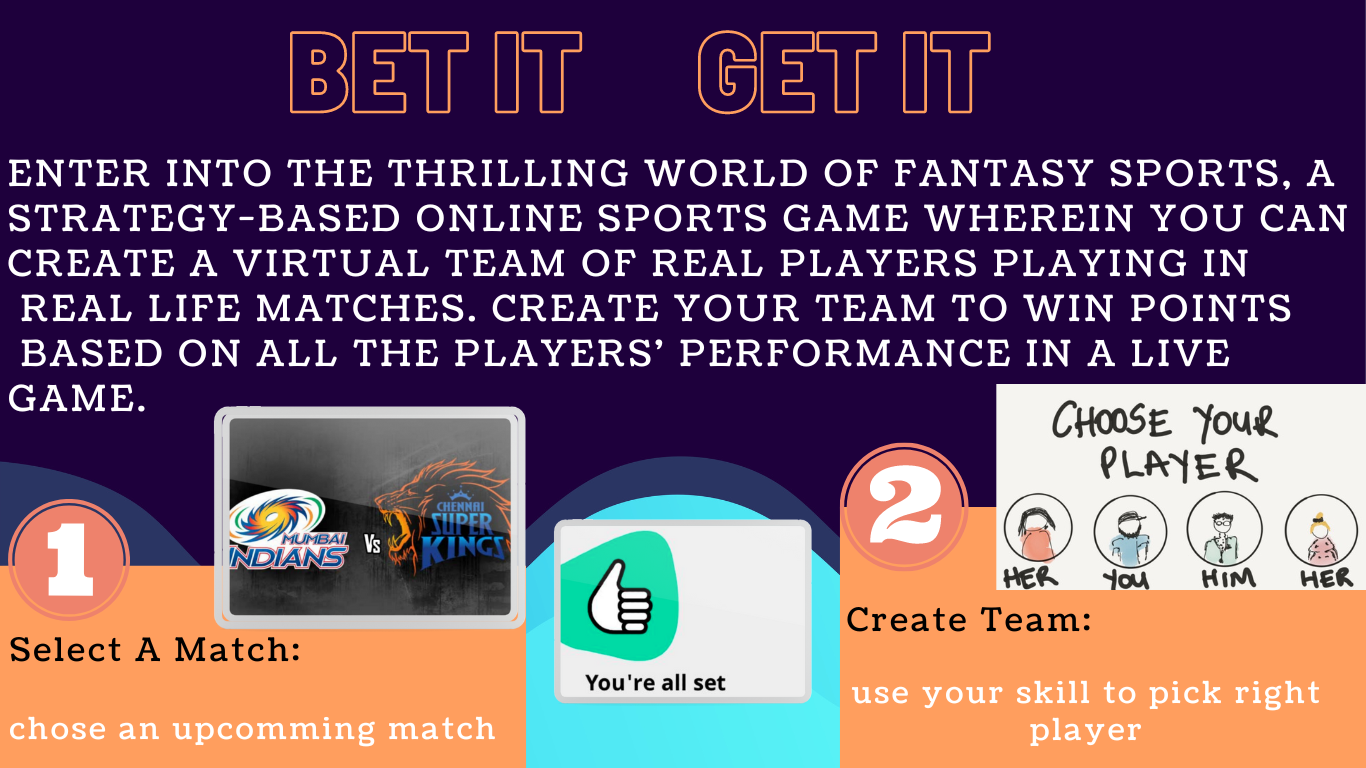 BET IT GET IT
ENTER INTO THE THRILLING WORLD OF FANTASY SPORTS, A
STRATEGY-BASED ONLINE SPORTS GAME WHEREIN YOU CAN
CREATE A VIRTUAL TEAM OF REAL PLAYERS PLAYING IN
REAL LIFE MATCHES. CREATE YOUR TEAM TO WIN POINTS
BASED ON ALL THE PLAYERS’ PERFORMANCE IN A LIVE
GAME.
1
MUMBAI
INDIANS
Vs
CHENNAI
SUPER
KINGS
Select A Match:
chose an upcomming match
You're all set
2
CHOOSE YOUR
PLAYER
HER YOU HIM HER
Create Team:
use your skill to pick right
player